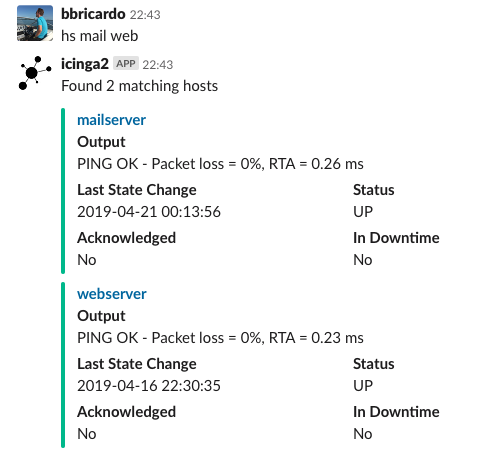 bbricardo 22:43
hs mail web
icinga2 APP 22:43
Found 2 matching hosts
mailserver
Output
PING OK - Packet loss = 0%, RTA = 0.26 ms
Last State Change Status
2019-04-21 00:13:56 UP
Acknowledged In Downtime
No No
webserver
Output
PING OK - Packet loss = 0%, RTA = 0.23 ms
Last State Change Status
2019-04-16 22:30:35 UP
Acknowledged In Downtime
No No